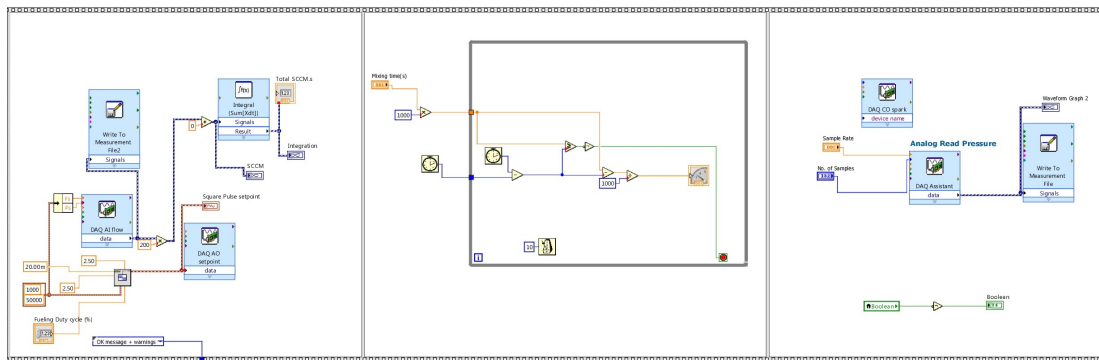 Write To
Measurement
File2
Signals
f(x)
Integral
(Sum[Xdt])
Signals
Result
Total SCCM.s
Integration
0
SCCM
Square Pulse setpoint
DAQ AI flow
data
200
DAQ AO
setpoint
data
2.50
20.00m
2.50
1000
50000
Fueling Duty cycle (%)
OK message + warnings
Mixing time(s)
1000
1000
10
i
DAQ CO spark
device name
Waveform Graph 2
Sample Rate
Analog Read Pressure
No. of Samples
DAQ Assistant
data
Write To
Measurement
File
Signals
Boolean
Boolean